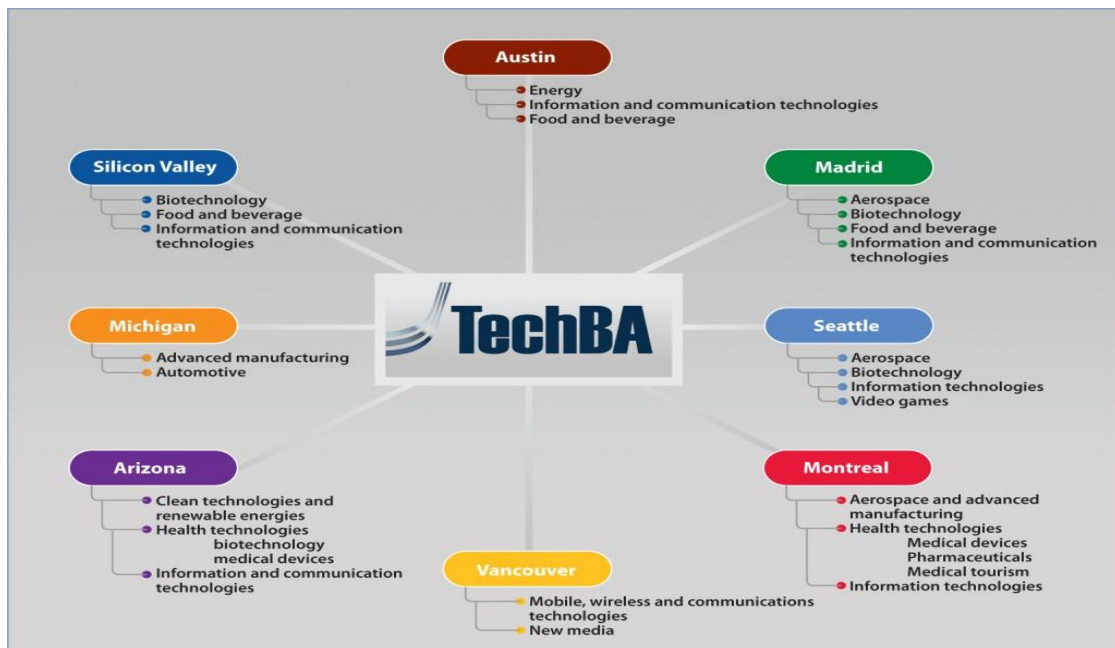 Austin
Energy
Information and communication technologies
Food and beverage
Silicon Valley
Biotechnology
Food and beverage
Information and communication
technologies
Madrid
Aerospace
Biotechnology
Food and beverage
Information and communication
technologies
TechBA
Michigan
Advanced manufacturing
Automotive
Seattle
Aerospace
Biotechnology
Information technologies
Video games
Arizona
Clean technologies and
renewable energies
Health technologies
biotechnology
medical devices
Information and communication
technologies
Montreal
Aerospace and advanced
manufacturing
Health technologies
Medical devices
Pharmaceuticals
Medical tourism
Information technologies
Vancouver
Mobile, wireless and communications
technologies
New media